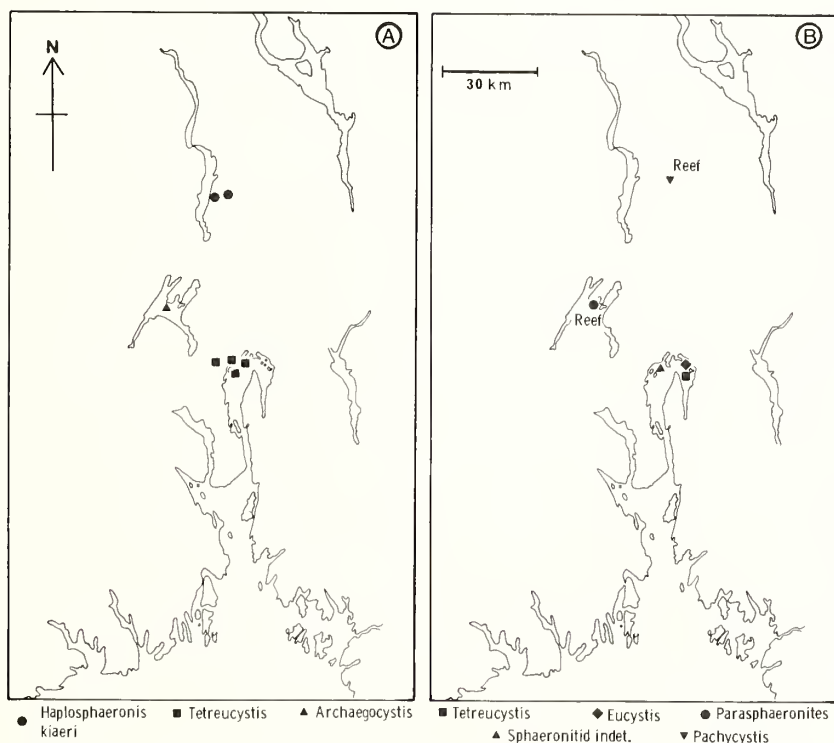 N
A
B
30 km
Reef
Reef
Haplosphaeronis
kiaeri
Tetreucystis
Archaegocystis
Tetreucystis
Eucystis
Parasphaeronites
Sphaeronitid indet.
Pachycystis